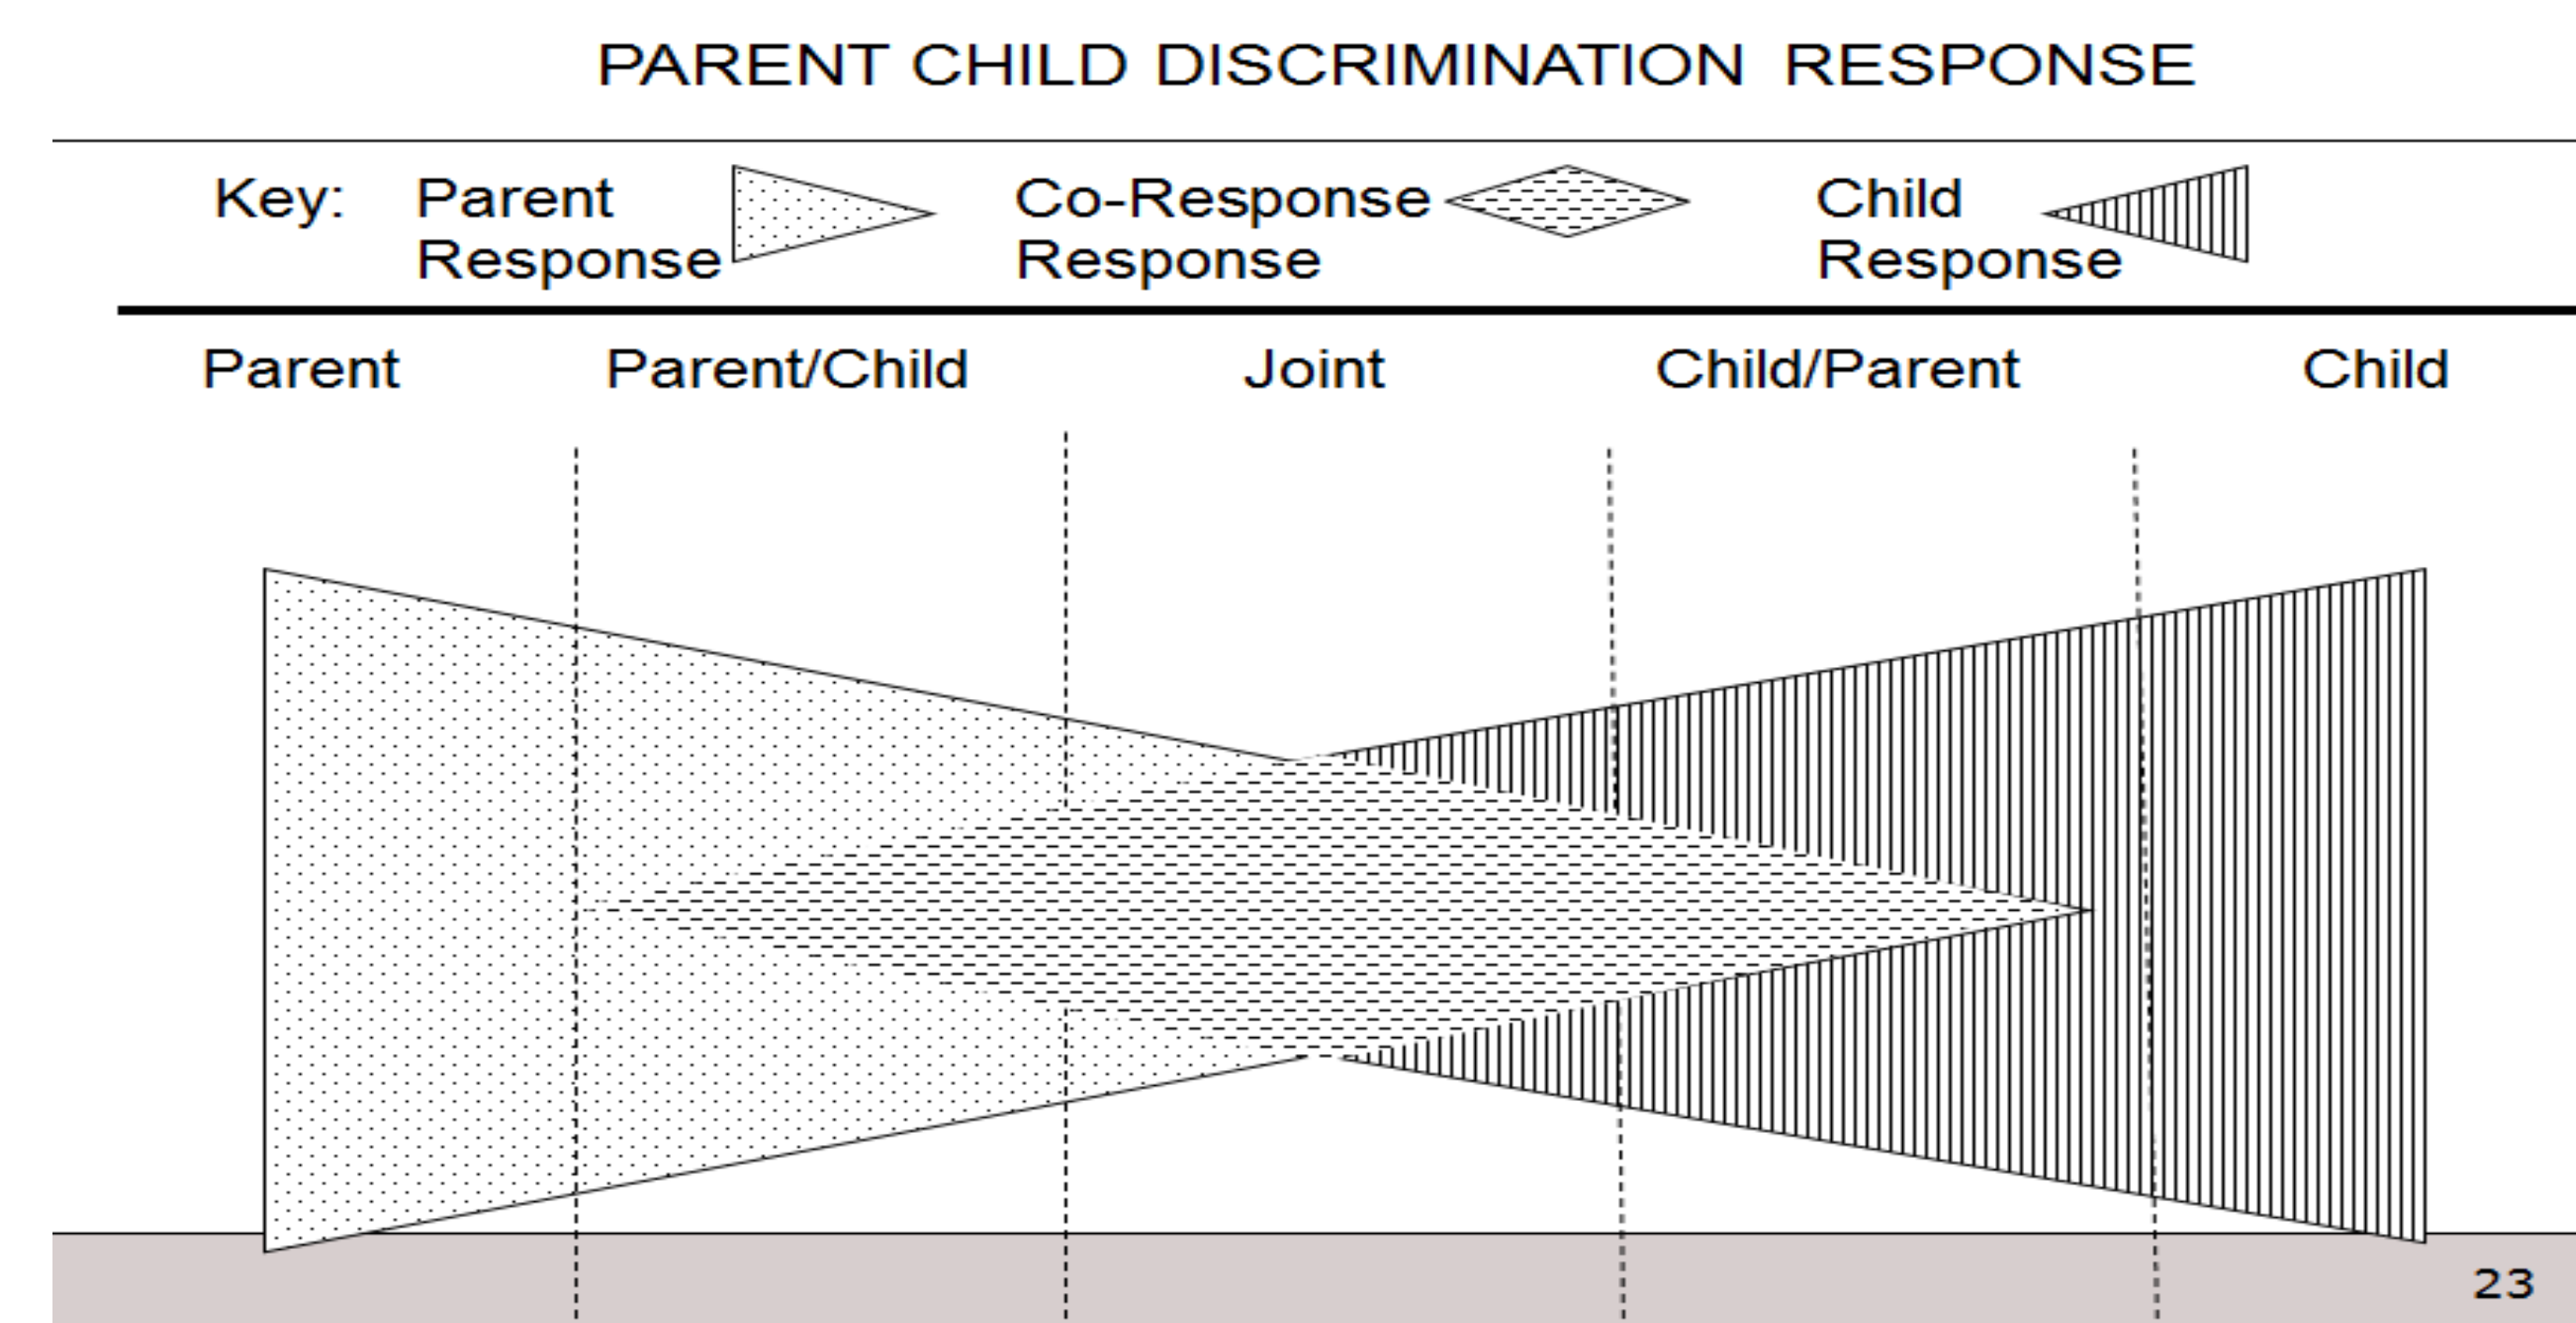 PARENT CHILD DISCRIMINATION RESPONSE
Key: Parent Co-Response Child
Response Response Response
Parent Parent/Child Joint Child/Parent Child
23